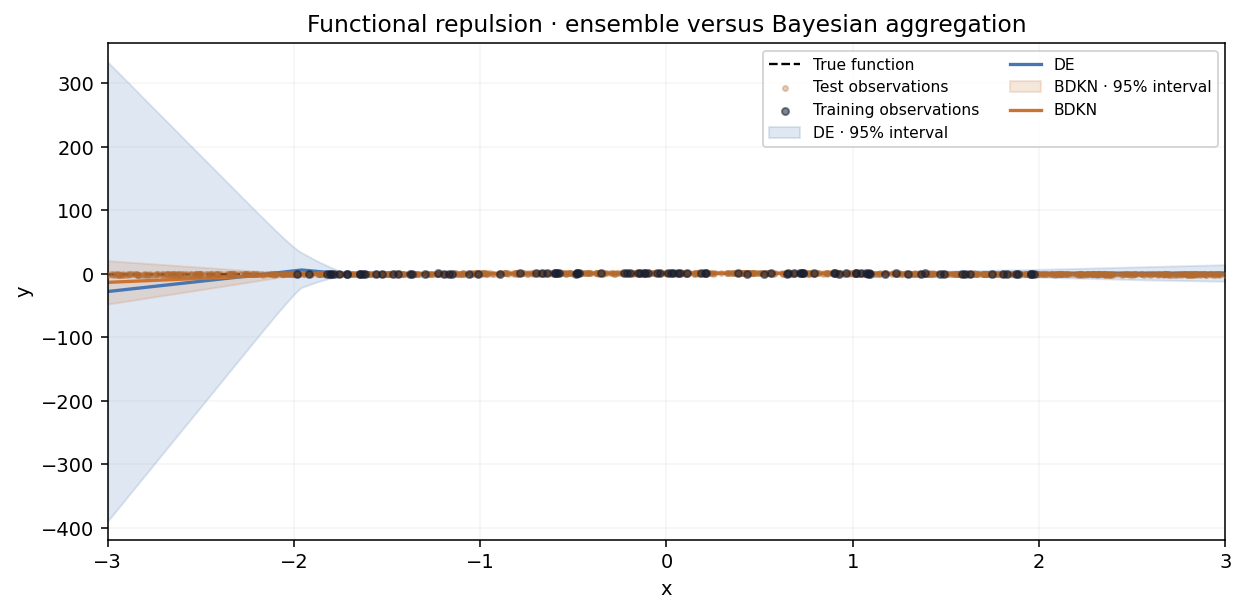 Functional repulsion · ensemble versus Bayesian aggregation
True function
Test observations
Training observations
DE · 95% interval
DE
BDKN · 95% interval
BDKN
y
300
200
100
0
−100
−200
−300
−400
−3
−2
−1
0
1
2
3
x